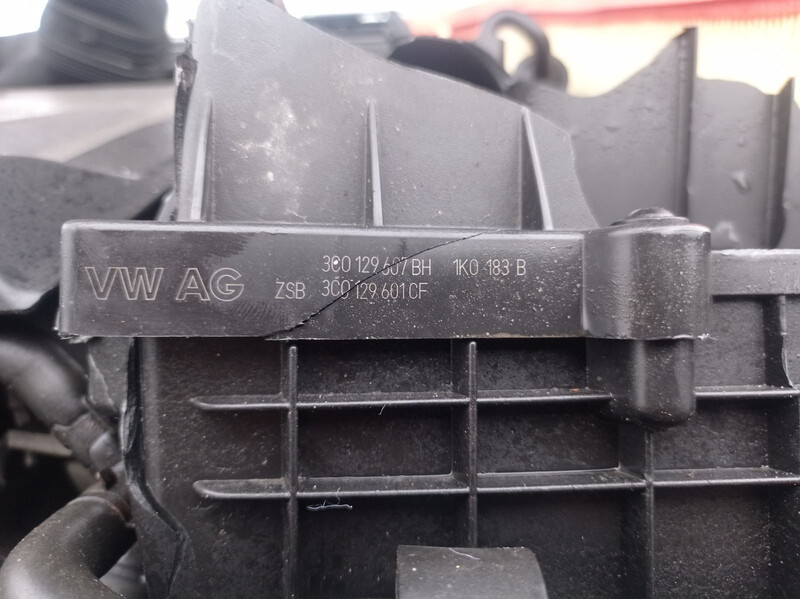 VW AG
3C0 129 607 BH 1K0 183 B
ZSB 3C0 129 601 CF